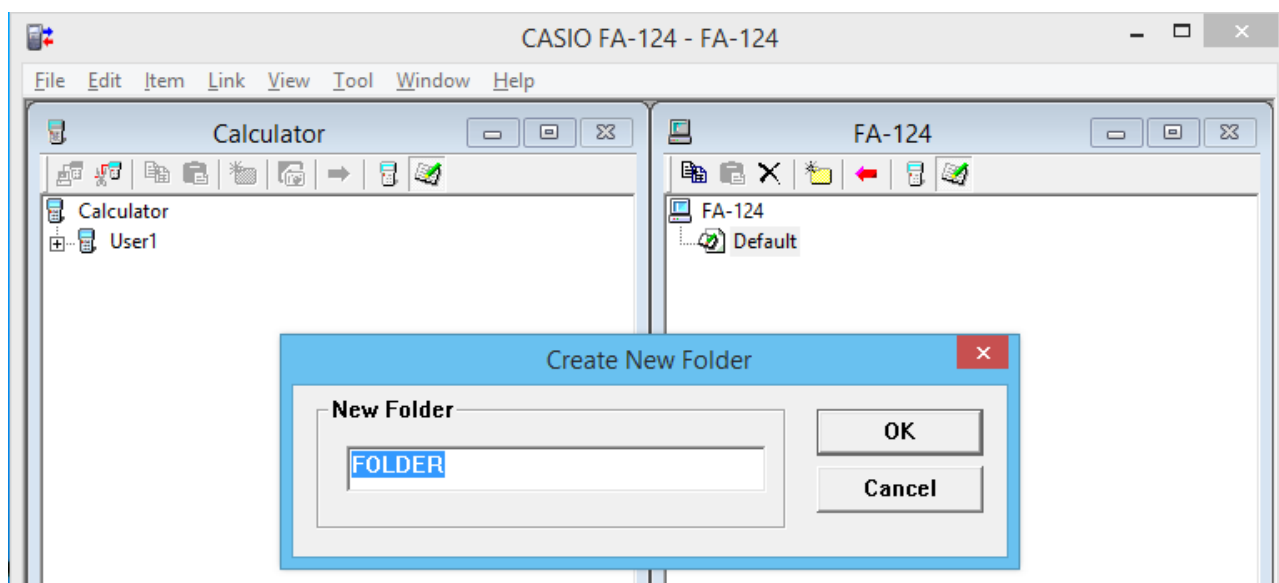 CASIO FA-124 - FA-124
File Edit Item Link View Tool Window Help
Calculator
FA-124
Calculator
User1
FA-124
Default
Create New Folder
New Folder
FOLDER
OK
Cancel